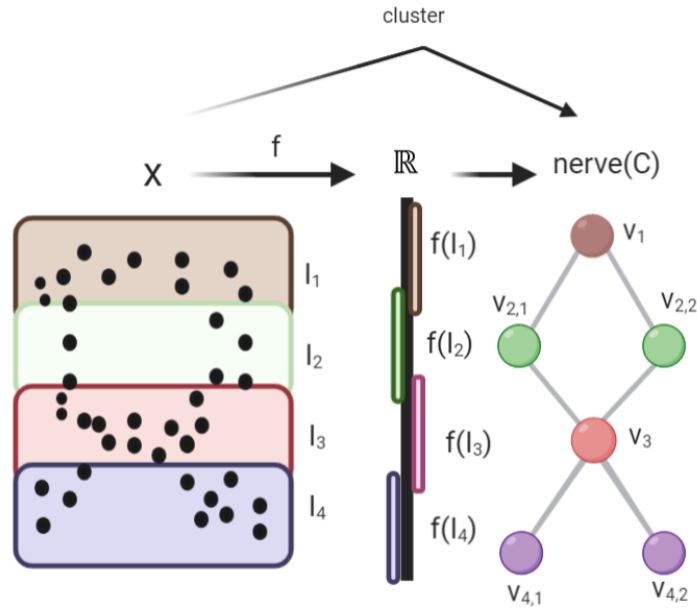 cluster
X
f
ℝ
nerve(C)
I₁
f(I₁)
v₁
I₂
f(I₂)
v₂,₁
v₂,₂
I₃
f(I₃)
v₃
I₄
f(I₄)
v₄,₁
v₄,₂